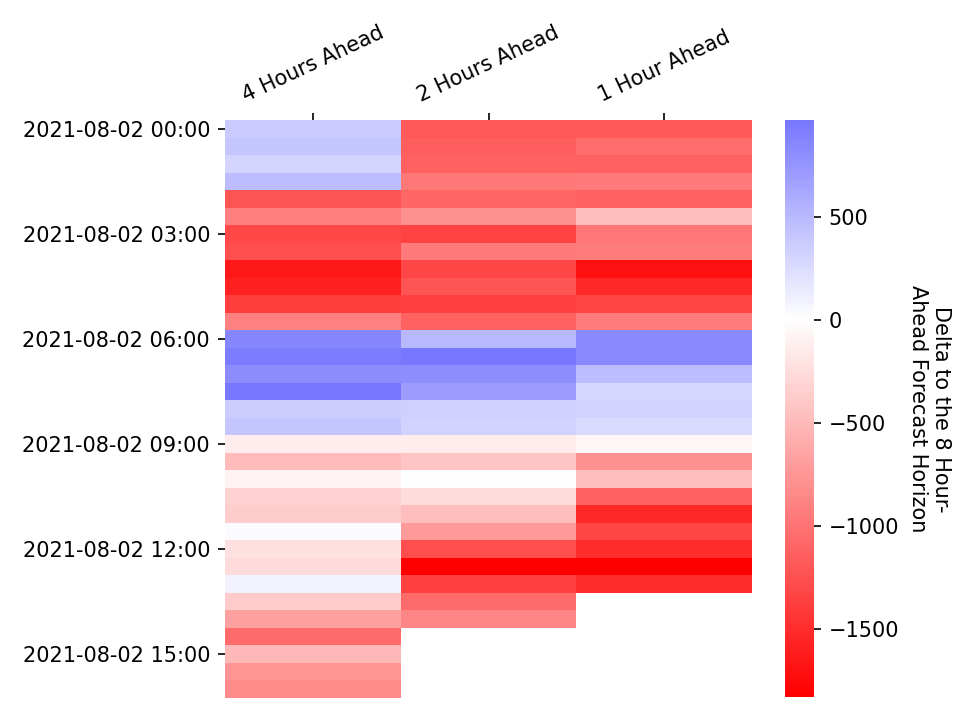 4 Hours Ahead
2 Hours Ahead
1 Hour Ahead
2021-08-02 00:00
2021-08-02 03:00
2021-08-02 06:00
2021-08-02 09:00
2021-08-02 12:00
2021-08-02 15:00
500
0
−500
−1000
−1500
Delta to the 8 Hour-
Ahead Forecast Horizon